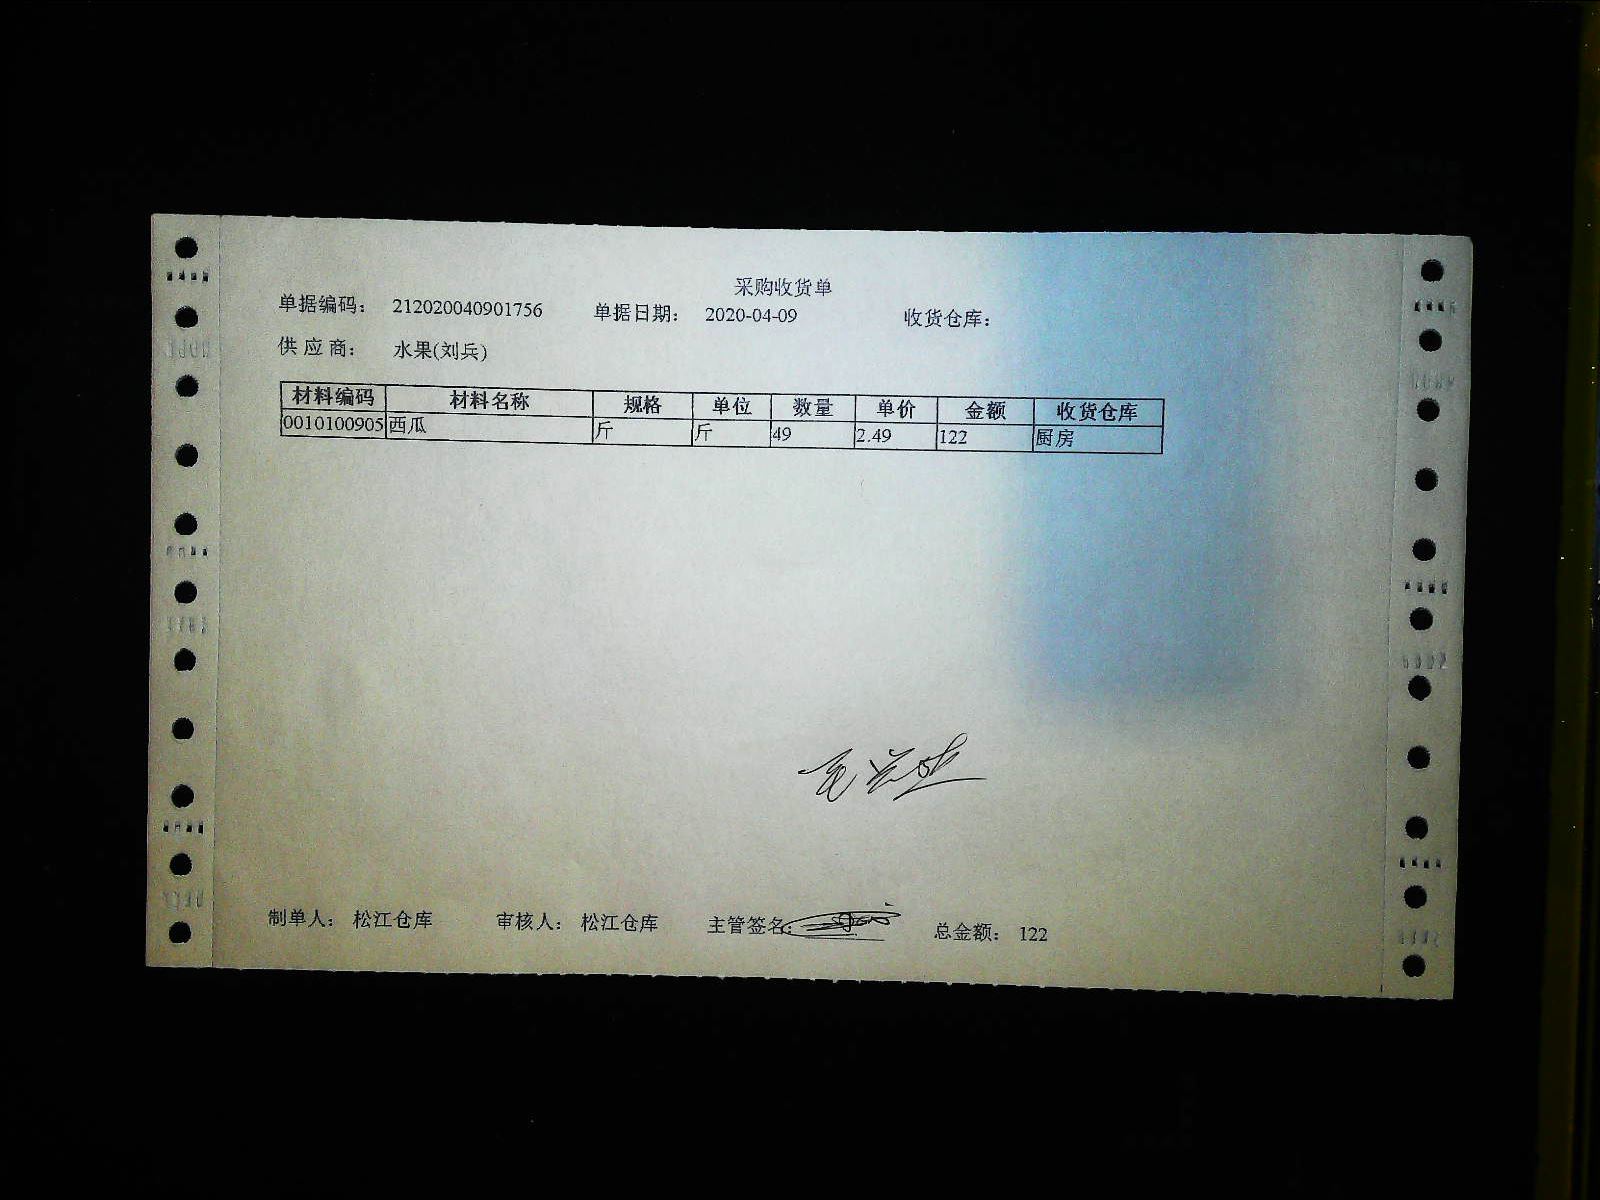 采购收货单
单据编码： 212020040901756 单据日期： 2020-04-09 收货仓库：
供 应 商： 水果(刘兵)
材料编码 材料名称 规格 单位 数量 单价 金额 收货仓库
0010100905 西瓜 斤 斤 49 2.49 122 厨房
制单人： 松江仓库 审核人： 松江仓库 主管签名: 总金额： 122